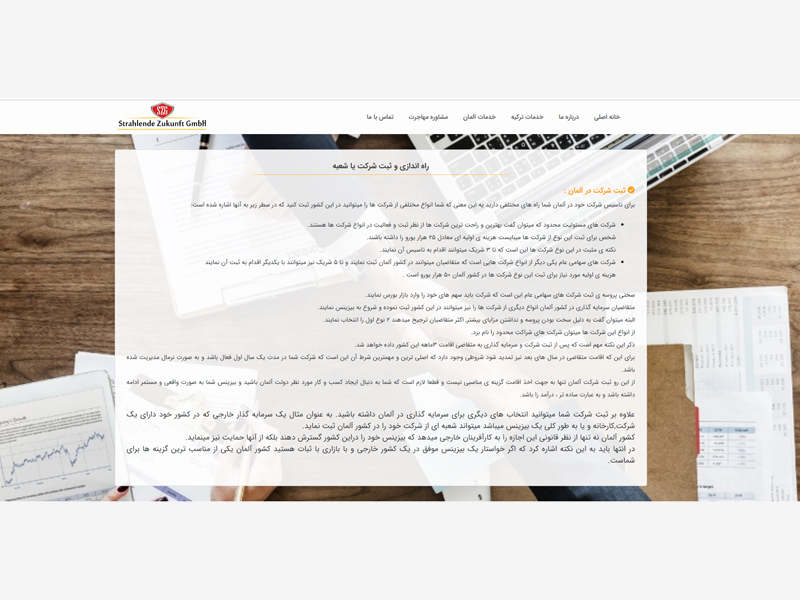 SZG
Strahlende Zukunft GmbH
خانه اصلی
درباره ما
خدمات ترکیه
خدمات آلمان
مشاوره مهاجرت
تماس با ما
راه اندازی و ثبت شرکت یا شعبه
ثبت شرکت در آلمان :
برای تاسیس شرکت خود در آلمان شما راه های مختلفی دارید به این معنی که شما انواع مختلفی از شرکت ها را میتوانید در این کشور ثبت کنید که در سطر زیر به آنها اشاره شده است:
شرکت های مسئولیت محدود که میتوان گفت بهترین و راحت ترین شرکت ها از نظر ثبت و فعالیت در انواع شرکت ها هستند.
شخص برای ثبت این نوع از شرکت ها میبایست هزینه ی اولیه ای معادل ۲۵ هزار یورو را داشته باشند.
نکته ی مثبت در این نوع شرکت ها این است که تا ۳ شریک میتوانند اقدام به تاسیس آن نمایند.
شرکت های سهامی عام یکی دیگر از انواع شرکت هایی است که متقاضیان میتوانند در کشور آلمان ثبت نمایند و تا ۵ شریک نیز میتوانند با یکدیگر اقدام به ثبت آن نمایند
هزینه ی اولیه مورد نیاز برای ثبت این نوع شرکت ها در کشور آلمان ۵۰ هزار یورو است .
سختی پروسه ی ثبت شرکت های سهامی عام این است که شرکت باید سهم های خود را وارد بازار بورس نمایند.
متقاضیان سرمایه گذاری در کشور آلمان انواع دیگری از شرکت ها را نیز میتوانند در این کشور ثبت نموده و شروع به بیزینس نمایند.
البته میتوان گفت به دلیل سخت بودن پروسه و نداشتن مزایای بیشتر، اکثر متقاضیان ترجیح میدهند ۲ نوع اول را انتخاب نمایند.
از انواع این شرکت ها میتوان شرکت های شراکت محدود را نام برد.
ذکر این نکته مهم است که پس از ثبت شرکت و سرمایه گذاری به متقاضی اقامت ۳ماهه این کشور داده خواهد شد.
برای این که اقامت متقاضی در سال های بعد نیز تمدید شود شروطی وجود دارد که اصلی ترین و مهمترین شرط آن این است که شرکت شما در مدت یک سال اول فعال باشد و به صورت نرمال مدیریت شده
باشد.
از این رو ثبت شرکت آلمان تنها به جهت اخذ اقامت گزینه ی مناسبی نیست و قطعا لازم است که شما به دنبال ایجاد کسب و کار مورد نظر دولت آلمان باشید و بیزینس شما به صورت واقعی و مستمر ادامه
داشته باشد و به عبارت ساده تر ، درآمد زا باشد.
علاوه بر ثبت شرکت شما میتوانید انتخاب های دیگری برای سرمایه گذاری در آلمان داشته باشید. به عنوان مثال یک سرمایه گذار خارجی که در کشور خود دارای یک
شرکت،کارخانه و یا به طور کلی یک بیزینس میباشد میتواند شعبه ای از شرکت خود را در کشور آلمان ثبت نماید.
کشور آلمان نه تنها از نظر قانونی این اجازه را به کارآفرینان خارجی میدهد که بیزینس خود را دراین کشور گسترش دهند بلکه از آنها حمایت نیز مینماید.
در انتها باید به این نکته اشاره کرد که اگر خواستار یک بیزینس موفق در یک کشور خارجی و با بازاری با ثبات هستید کشور آلمان یکی از مناسب ترین گزینه ها برای
شماست.